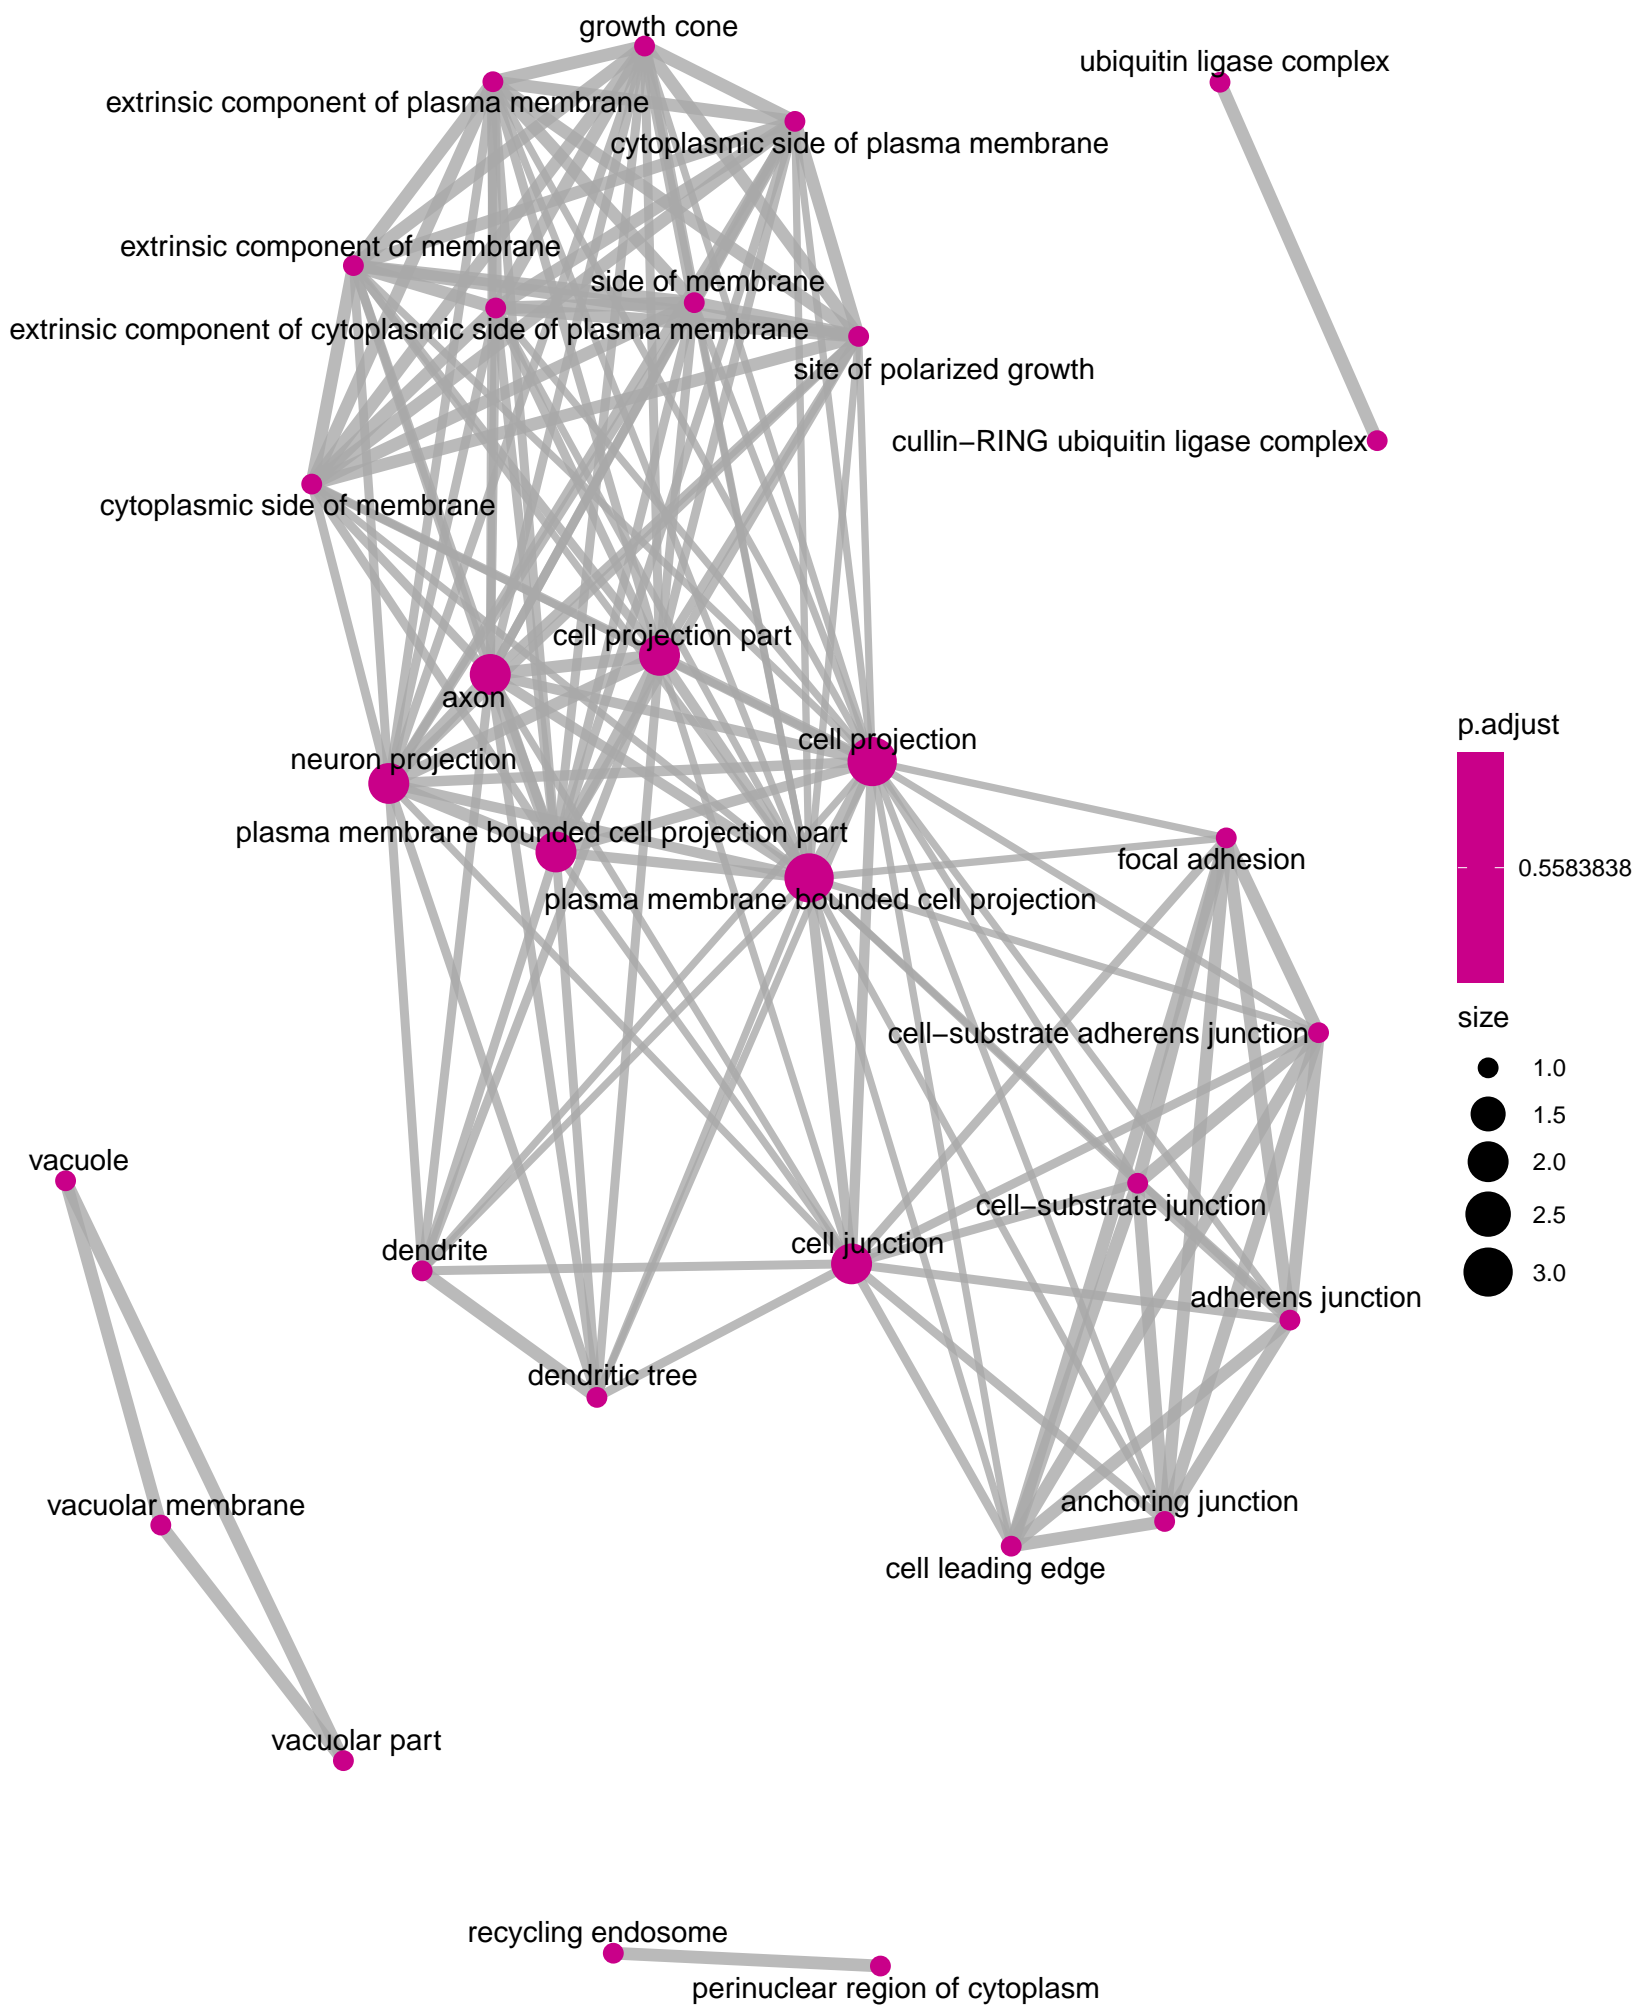 growth cone
ubiquitin ligase complex
extrinsic component of plasma membrane
cytoplasmic side of plasma membrane
extrinsic component of membrane
side of membrane
extrinsic component of cytoplasmic side of plasma membrane
site of polarized growth
cullin−RING ubiquitin ligase complex
cytoplasmic side of membrane
cell projection part
axon
cell projection
neuron projection
plasma membrane bounded cell projection part
focal adhesion
plasma membrane bounded cell projection
cell−substrate adherens junction
vacuole
cell−substrate junction
dendrite
cell junction
adherens junction
dendritic tree
vacuolar membrane
anchoring junction
cell leading edge
vacuolar part
recycling endosome
perinuclear region of cytoplasm
p.adjust
0.5583838
size
1.0
1.5
2.0
2.5
3.0